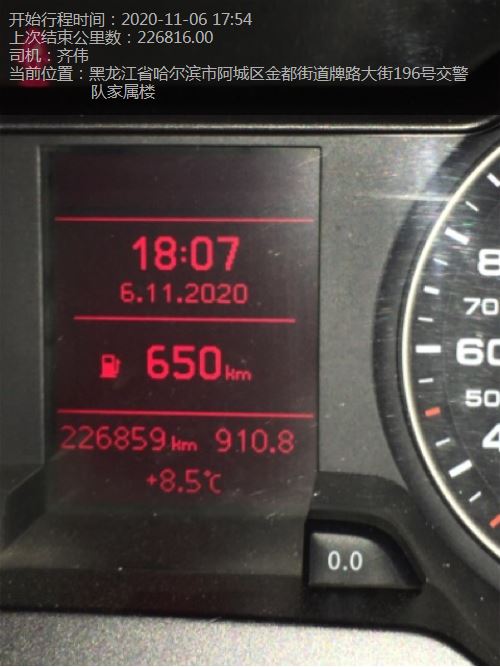 开始行程时间：2020-11-06 17:54
上次结束公里数：226816.00
司机：齐伟
当前位置：黑龙江省哈尔滨市阿城区金都街道牌路大街196号交警
队家属楼
18:07
6.11.2020
650km
226859km 910.8
+8.5℃
8
70
60
50
4
0.0